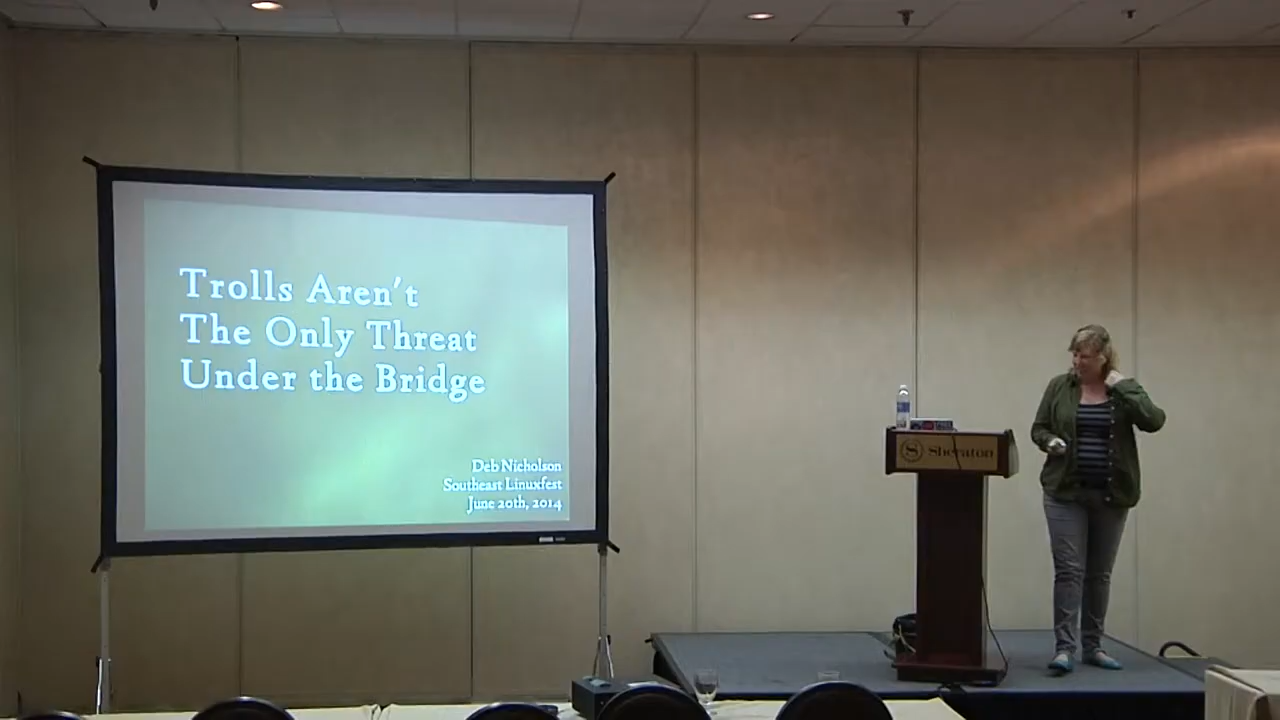 Trolls Aren't
The Only Threat
Under the Bridge
Deb Nicholson
Southeast Linuxfest
June 20th, 2014
Sheraton